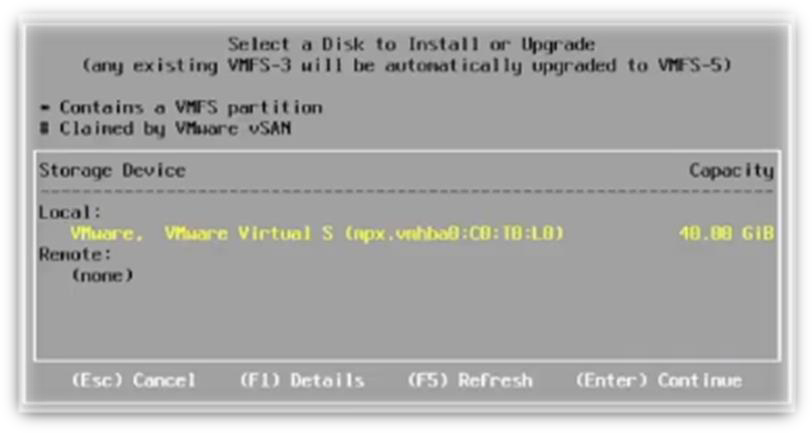 Select a Disk to Install or Upgrade
(any existing VMFS-3 will be automatically upgraded to VMFS-5)
* Contains a VMFS partition
# Claimed by VMware vSAN
Storage Device Capacity
Local:
VMware, VMware Virtual S (mpx.vmhba0:C0:T0:L0) 40.00 GiB
Remote:
(none)
(Esc) Cancel (F1) Details (F5) Refresh (Enter) Continue